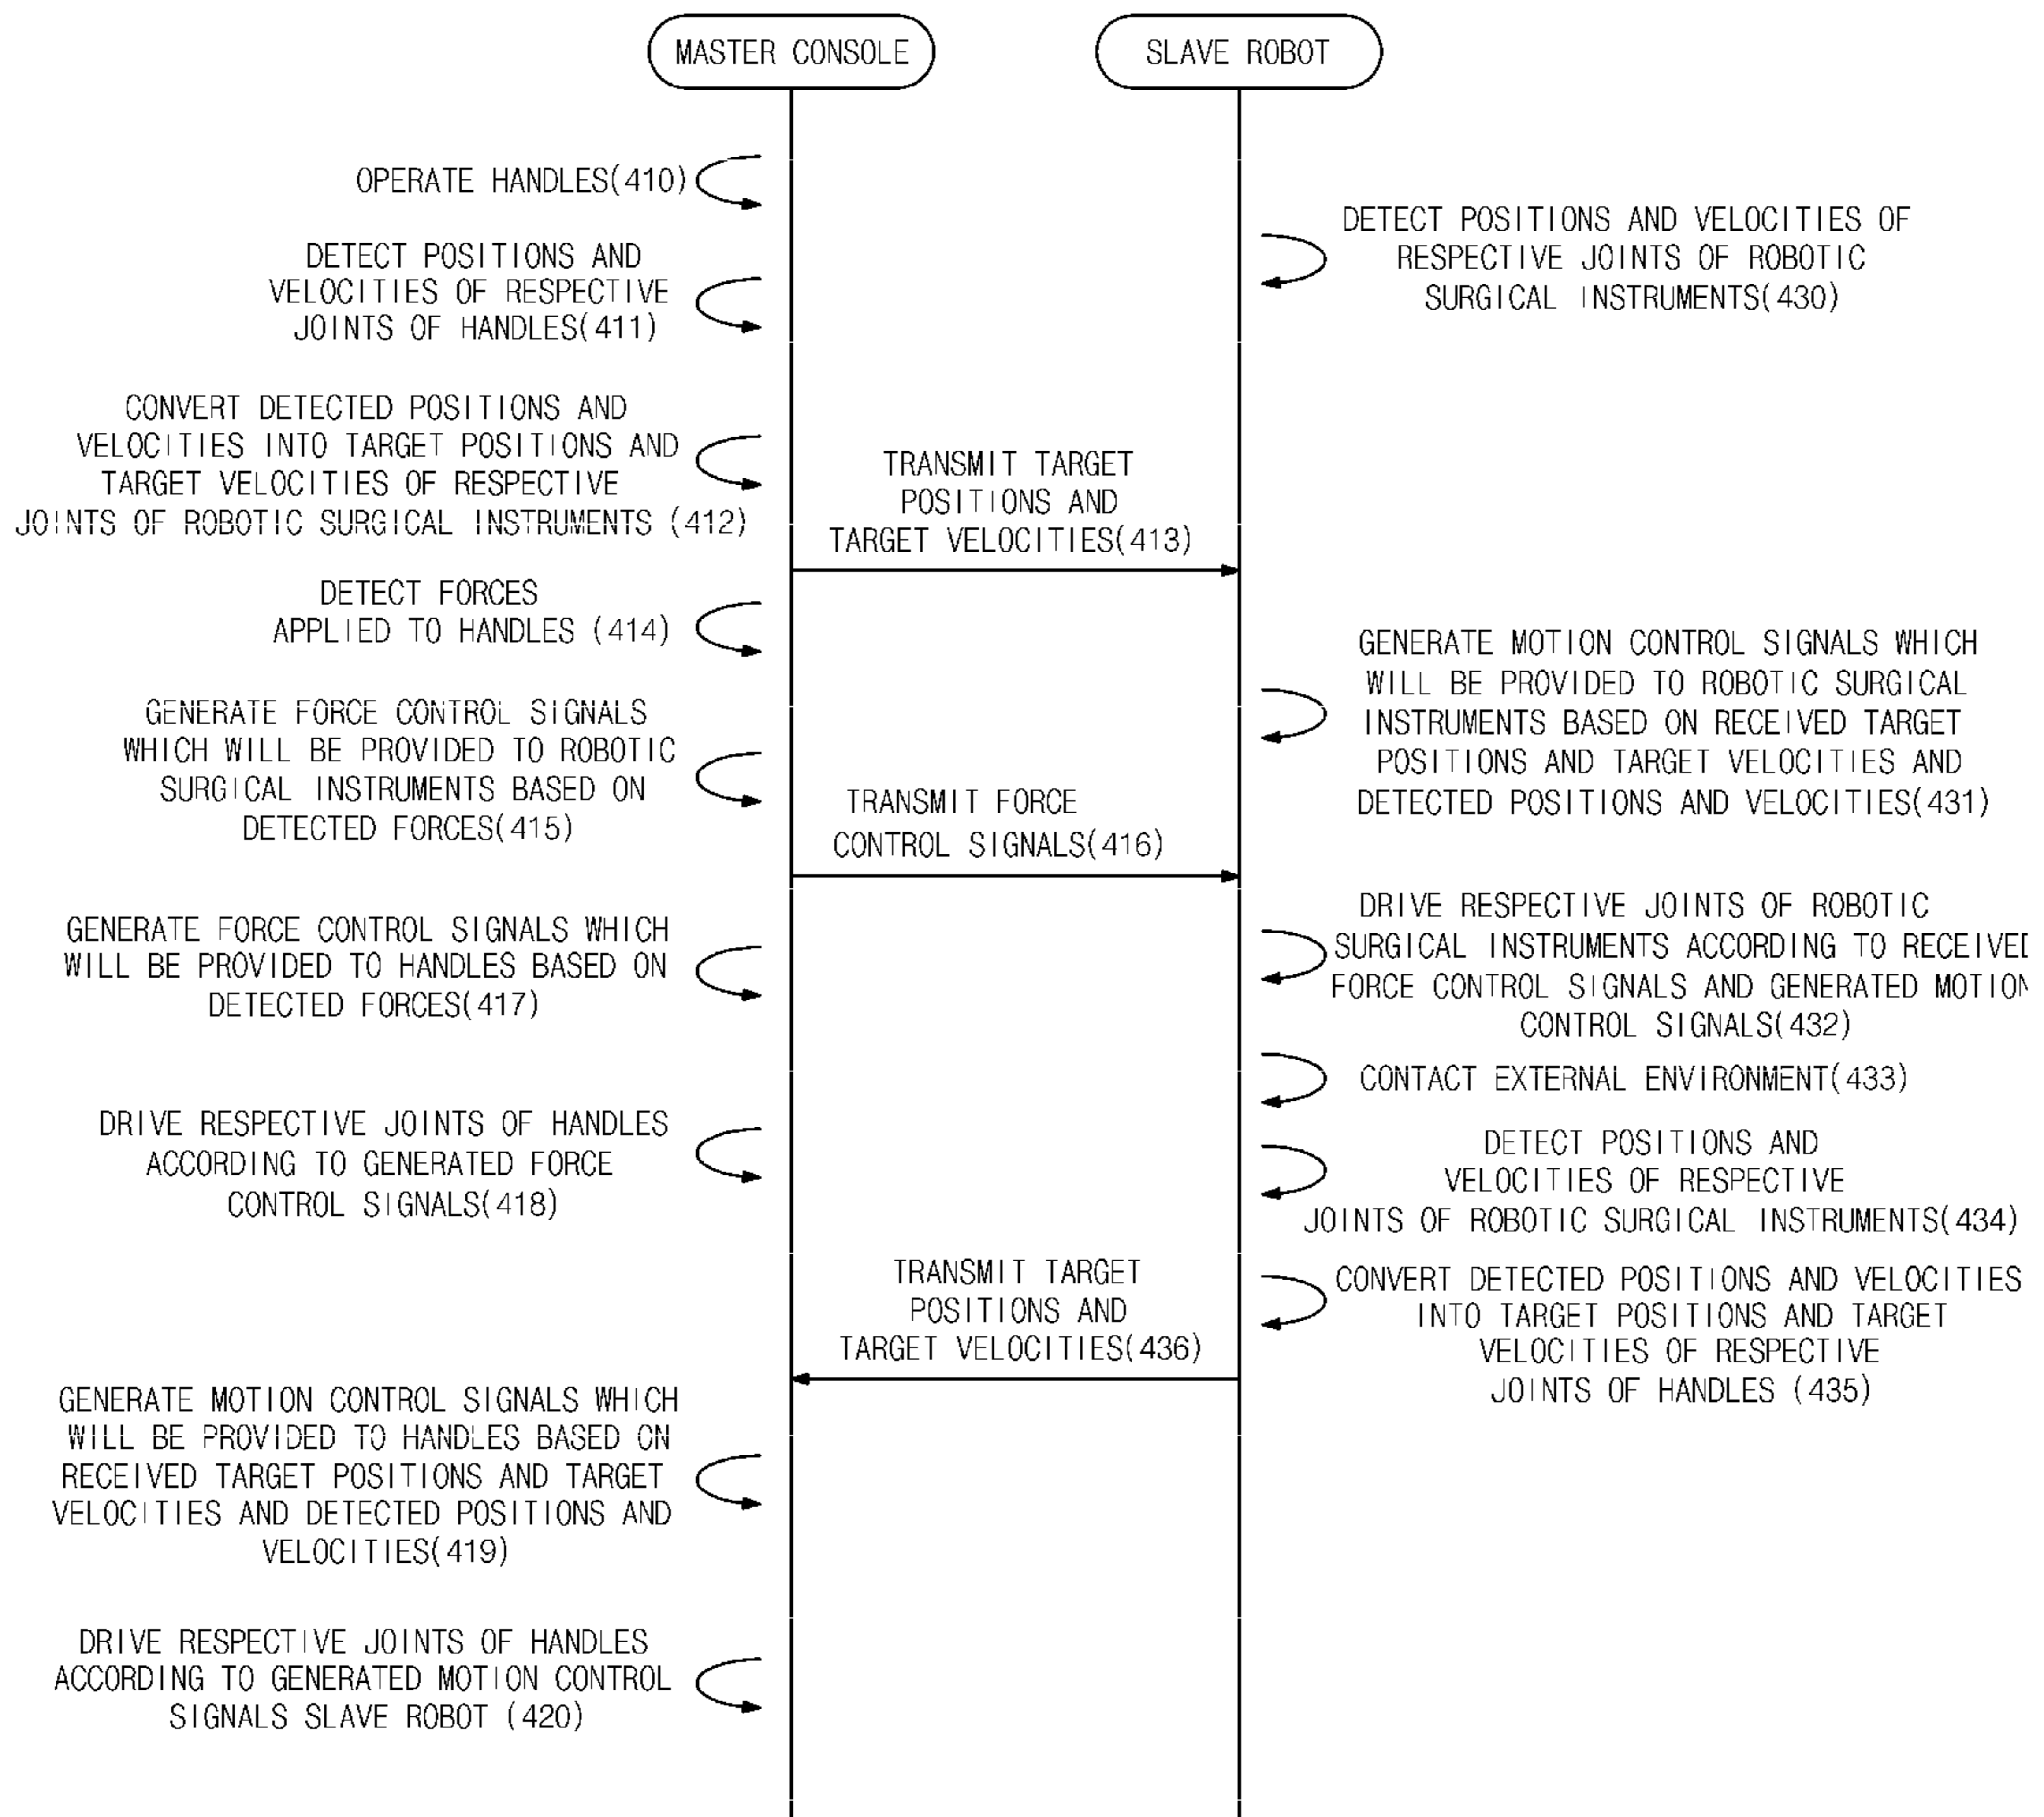 MASTER CONSOLE
SLAVE ROBOT
OPERATE HANDLES(410)
DETECT POSITIONS AND
VELOCITIES OF RESPECTIVE
JOINTS OF HANDLES(411)
DETECT POSITIONS AND VELOCITIES OF
RESPECTIVE JOINTS OF ROBOTIC
SURGICAL INSTRUMENTS(430)
CONVERT DETECTED POSITIONS AND
VELOCITIES INTO TARGET POSITIONS AND
TARGET VELOCITIES OF RESPECTIVE
JOINTS OF ROBOTIC SURGICAL INSTRUMENTS (412)
TRANSMIT TARGET
POSITIONS AND
TARGET VELOCITIES(413)
DETECT FORCES
APPLIED TO HANDLES (414)
GENERATE MOTION CONTROL SIGNALS WHICH
WILL BE PROVIDED TO ROBOTIC SURGICAL
INSTRUMENTS BASED ON RECEIVED TARGET
POSITIONS AND TARGET VELOCITIES AND
DETECTED POSITIONS AND VELOCITIES(431)
GENERATE FORCE CONTROL SIGNALS
WHICH WILL BE PROVIDED TO ROBOTIC
SURGICAL INSTRUMENTS BASED ON
DETECTED FORCES(415)
TRANSMIT FORCE
CONTROL SIGNALS(416)
GENERATE FORCE CONTROL SIGNALS WHICH
WILL BE PROVIDED TO HANDLES BASED ON
DETECTED FORCES(417)
DRIVE RESPECTIVE JOINTS OF ROBOTIC
SURGICAL INSTRUMENTS ACCORDING TO RECEIVED
FORCE CONTROL SIGNALS AND GENERATED MOTION
CONTROL SIGNALS(432)
CONTACT EXTERNAL ENVIRONMENT(433)
DRIVE RESPECTIVE JOINTS OF HANDLES
ACCORDING TO GENERATED FORCE
CONTROL SIGNALS(418)
DETECT POSITIONS AND
VELOCITIES OF RESPECTIVE
JOINTS OF ROBOTIC SURGICAL INSTRUMENTS(434)
TRANSMIT TARGET
POSITIONS AND
TARGET VELOCITIES(436)
CONVERT DETECTED POSITIONS AND VELOCITIES
INTO TARGET POSITIONS AND TARGET
VELOCITIES OF RESPECTIVE
JOINTS OF HANDLES (435)
GENERATE MOTION CONTROL SIGNALS WHICH
WILL BE PROVIDED TO HANDLES BASED ON
RECEIVED TARGET POSITIONS AND TARGET
VELOCITIES AND DETECTED POSITIONS AND
VELOCITIES(419)
DRIVE RESPECTIVE JOINTS OF HANDLES
ACCORDING TO GENERATED MOTION CONTROL
SIGNALS SLAVE ROBOT (420)